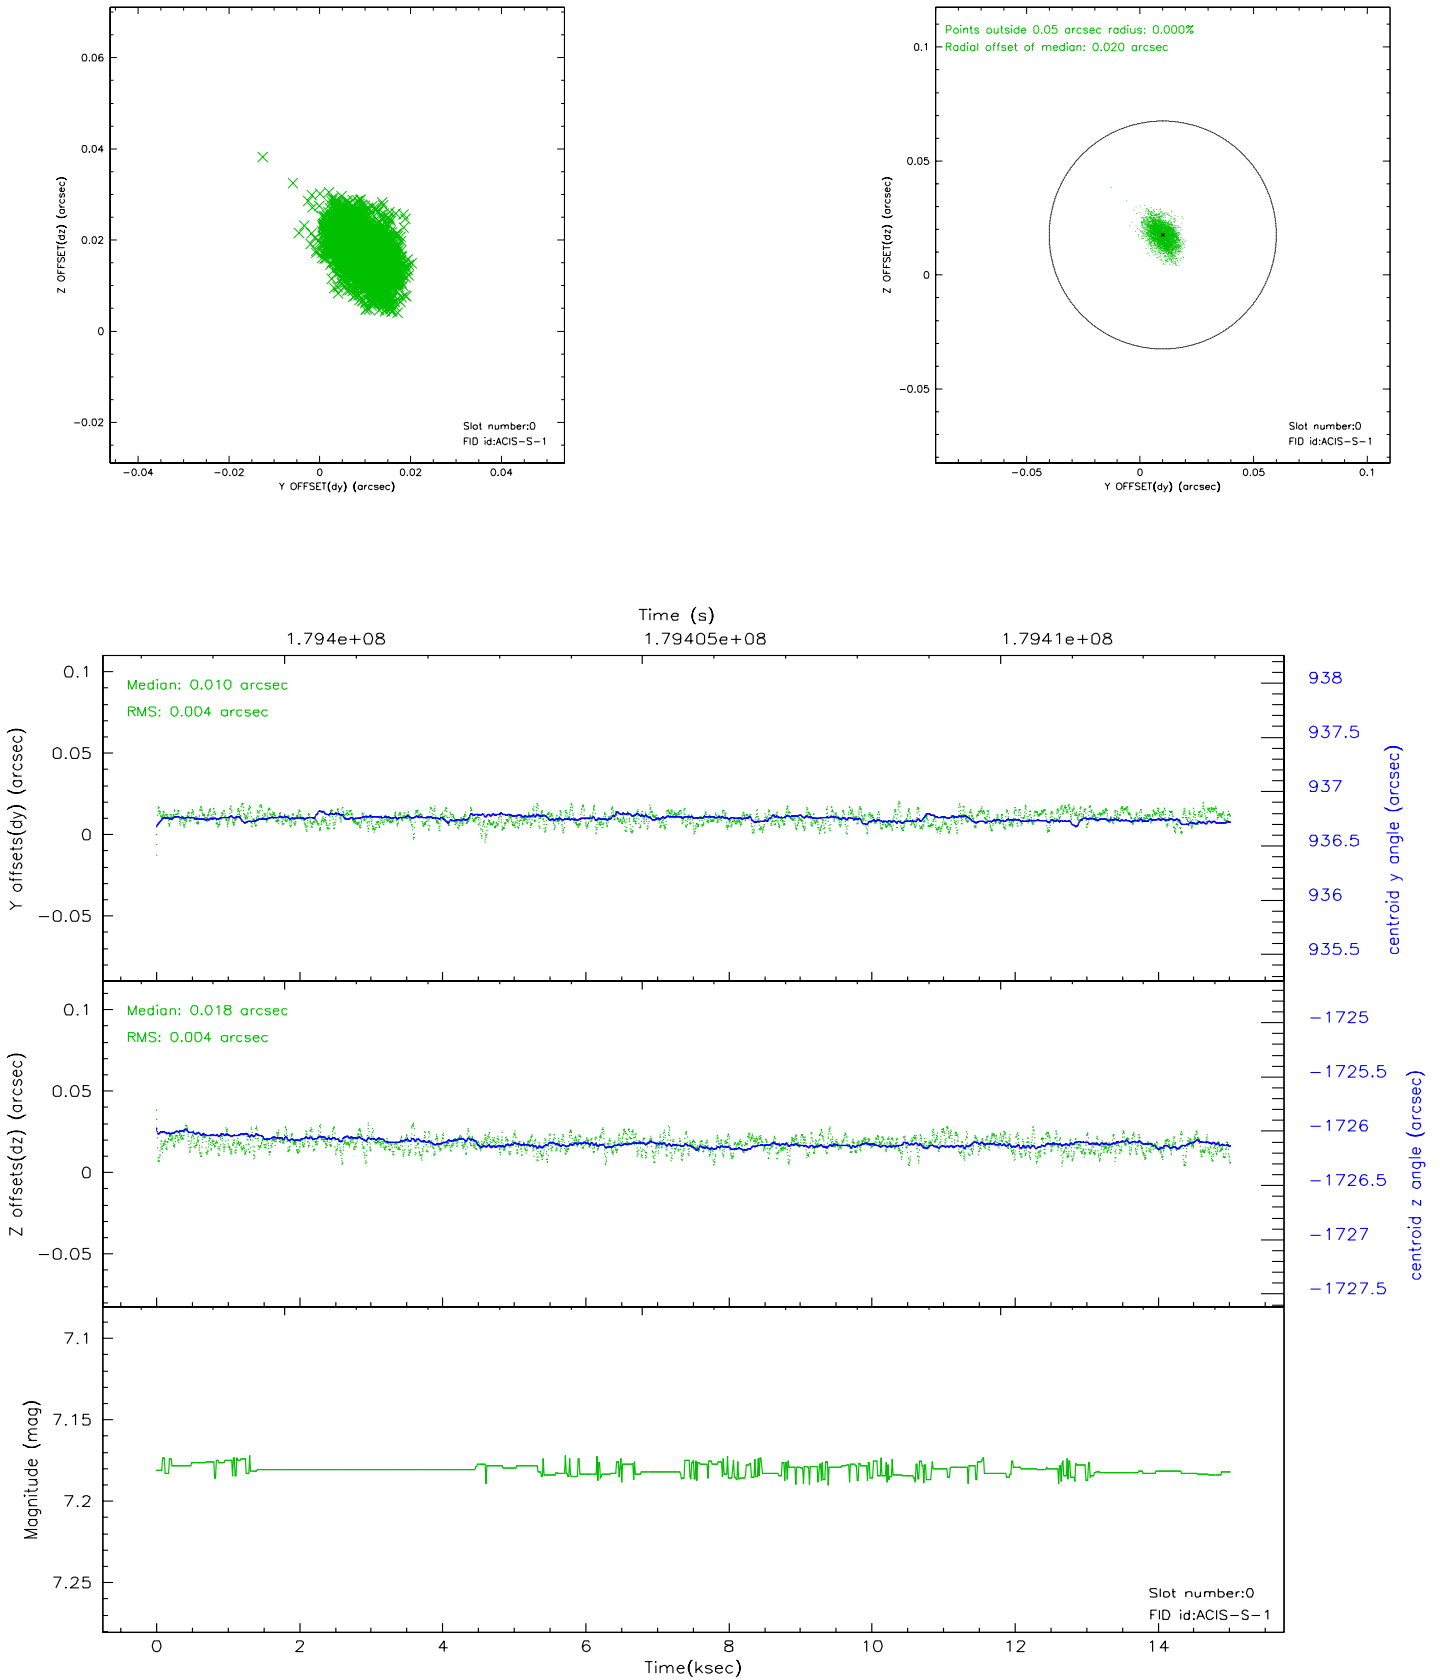 0.06
0.04
0.02
0
−0.02
Z OFFSET(dz) (arcsec)
Slot number:0
FID id:ACIS−S−1
−0.04
−0.02
0
0.02
0.04
Y OFFSET(dy) (arcsec)
Points outside 0.05 arcsec radius: 0.000%
Radial offset of median: 0.020 arcsec
0.1
0.05
0
−0.05
Z OFFSET(dz) (arcsec)
Slot number:0
FID id:ACIS−S−1
−0.05
0
0.05
0.1
Y OFFSET(dy) (arcsec)
Time (s)
1.794e+08
1.79405e+08
1.7941e+08
Median: 0.010 arcsec
RMS: 0.004 arcsec
0.1
0.05
0
−0.05
Y offsets(dy) (arcsec)
938
937.5
937
936.5
936
935.5
centroid y angle (arcsec)
Median: 0.018 arcsec
RMS: 0.004 arcsec
0.1
0.05
0
−0.05
Z offsets(dz) (arcsec)
−1725
−1725.5
−1726
−1726.5
−1727
−1727.5
centroid z angle (arcsec)
7.1
7.15
7.2
7.25
Magnitude (mag)
Slot number:0
FID id:ACIS−S−1
0
2
4
6
8
10
12
14
Time(ksec)